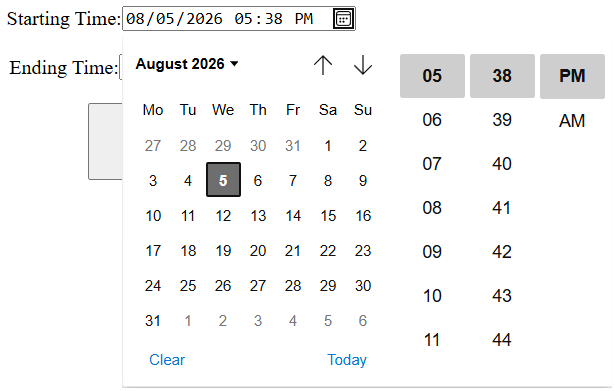 Starting Time: 08/05/2026 05:38 PM
Ending Time:
August 2026
Mo Tu We Th Fr Sa Su
27 28 29 30 31 1 2
3 4 5 6 7 8 9
10 11 12 13 14 15 16
17 18 19 20 21 22 23
24 25 26 27 28 29 30
31 1 2 3 4 5 6
Clear Today
05 38 PM
06 39 AM
07 40
08 41
09 42
10 43
11 44